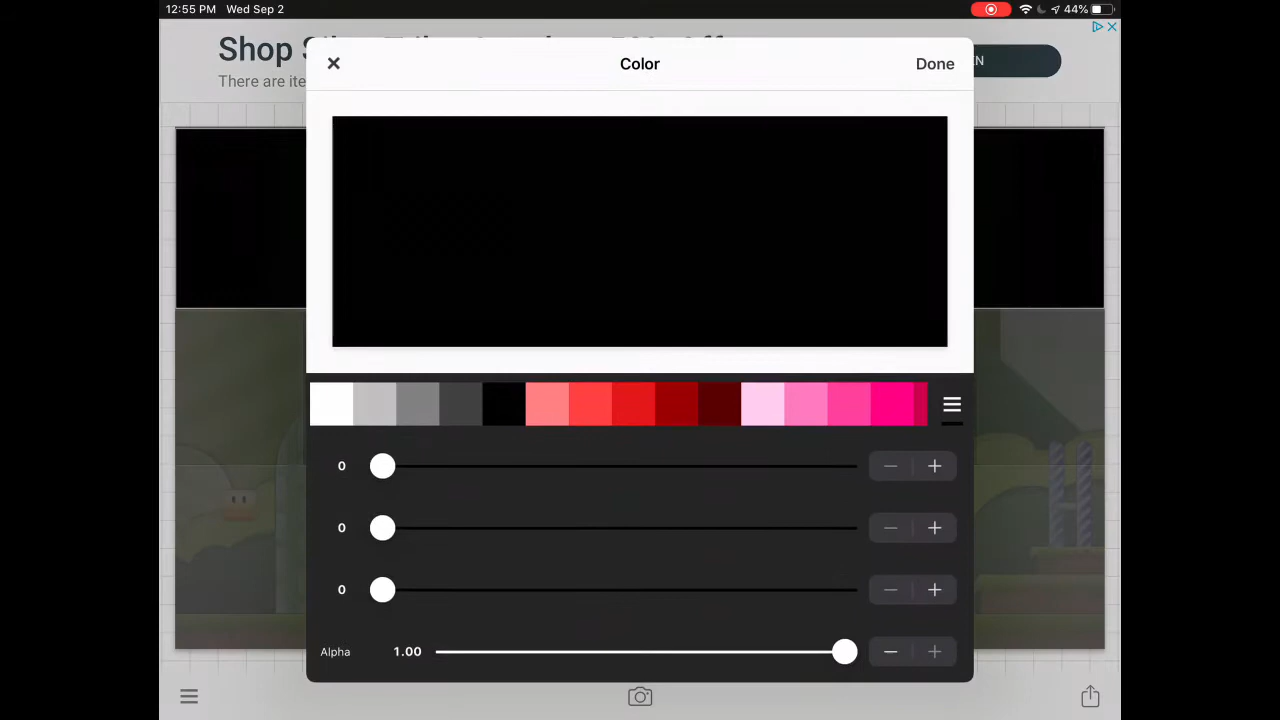 12:55 PM Wed Sep 2
44%
Shop
There are ite
Color
Done
0
0
0
Alpha 1.00